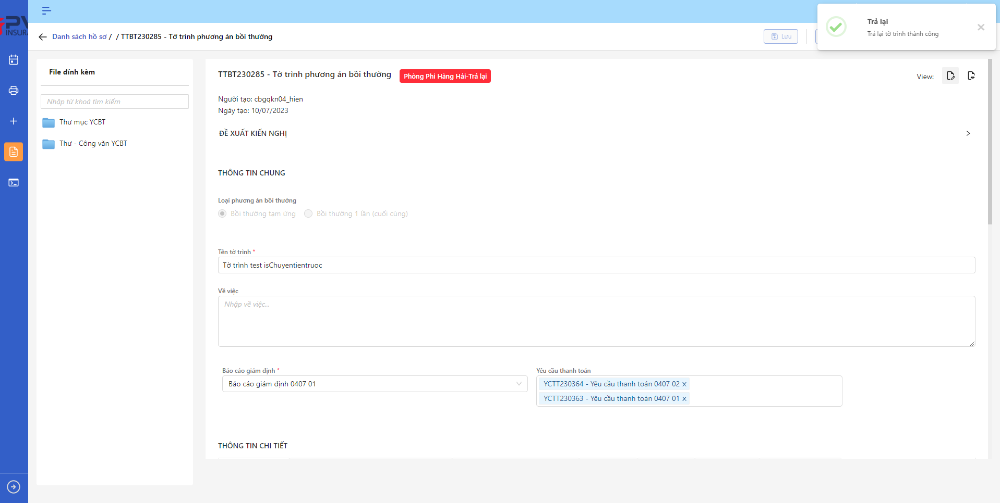 PV
INSURA
Danh sách hồ sơ / / TTBT230285 - Tờ trình phương án bồi thường
Lưu
Trả lại
Trả lại tờ trình thành công
File đính kèm
Nhập từ khoá tìm kiếm
Thư mục YCBT
Thư - Công văn YCBT
TTBT230285 - Tờ trình phương án bồi thường
Phòng Phi Hàng Hải-Trả lại
View:
Người tạo: cbgqkn04_hien
Ngày tạo: 10/07/2023
ĐỀ XUẤT KIẾN NGHỊ
THÔNG TIN CHUNG
Loại phương án bồi thường
Bồi thường tạm ứng
Bồi thường 1 lần (cuối cùng)
Tên tờ trình *
Tờ trình test isChuyentientruoc
Về việc
Nhập về việc...
Báo cáo giám định *
Báo cáo giám định 0407 01
Yêu cầu thanh toán
YCTT230364 - Yêu cầu thanh toán 0407 02
YCTT230363 - Yêu cầu thanh toán 0407 01
THÔNG TIN CHI TIẾT